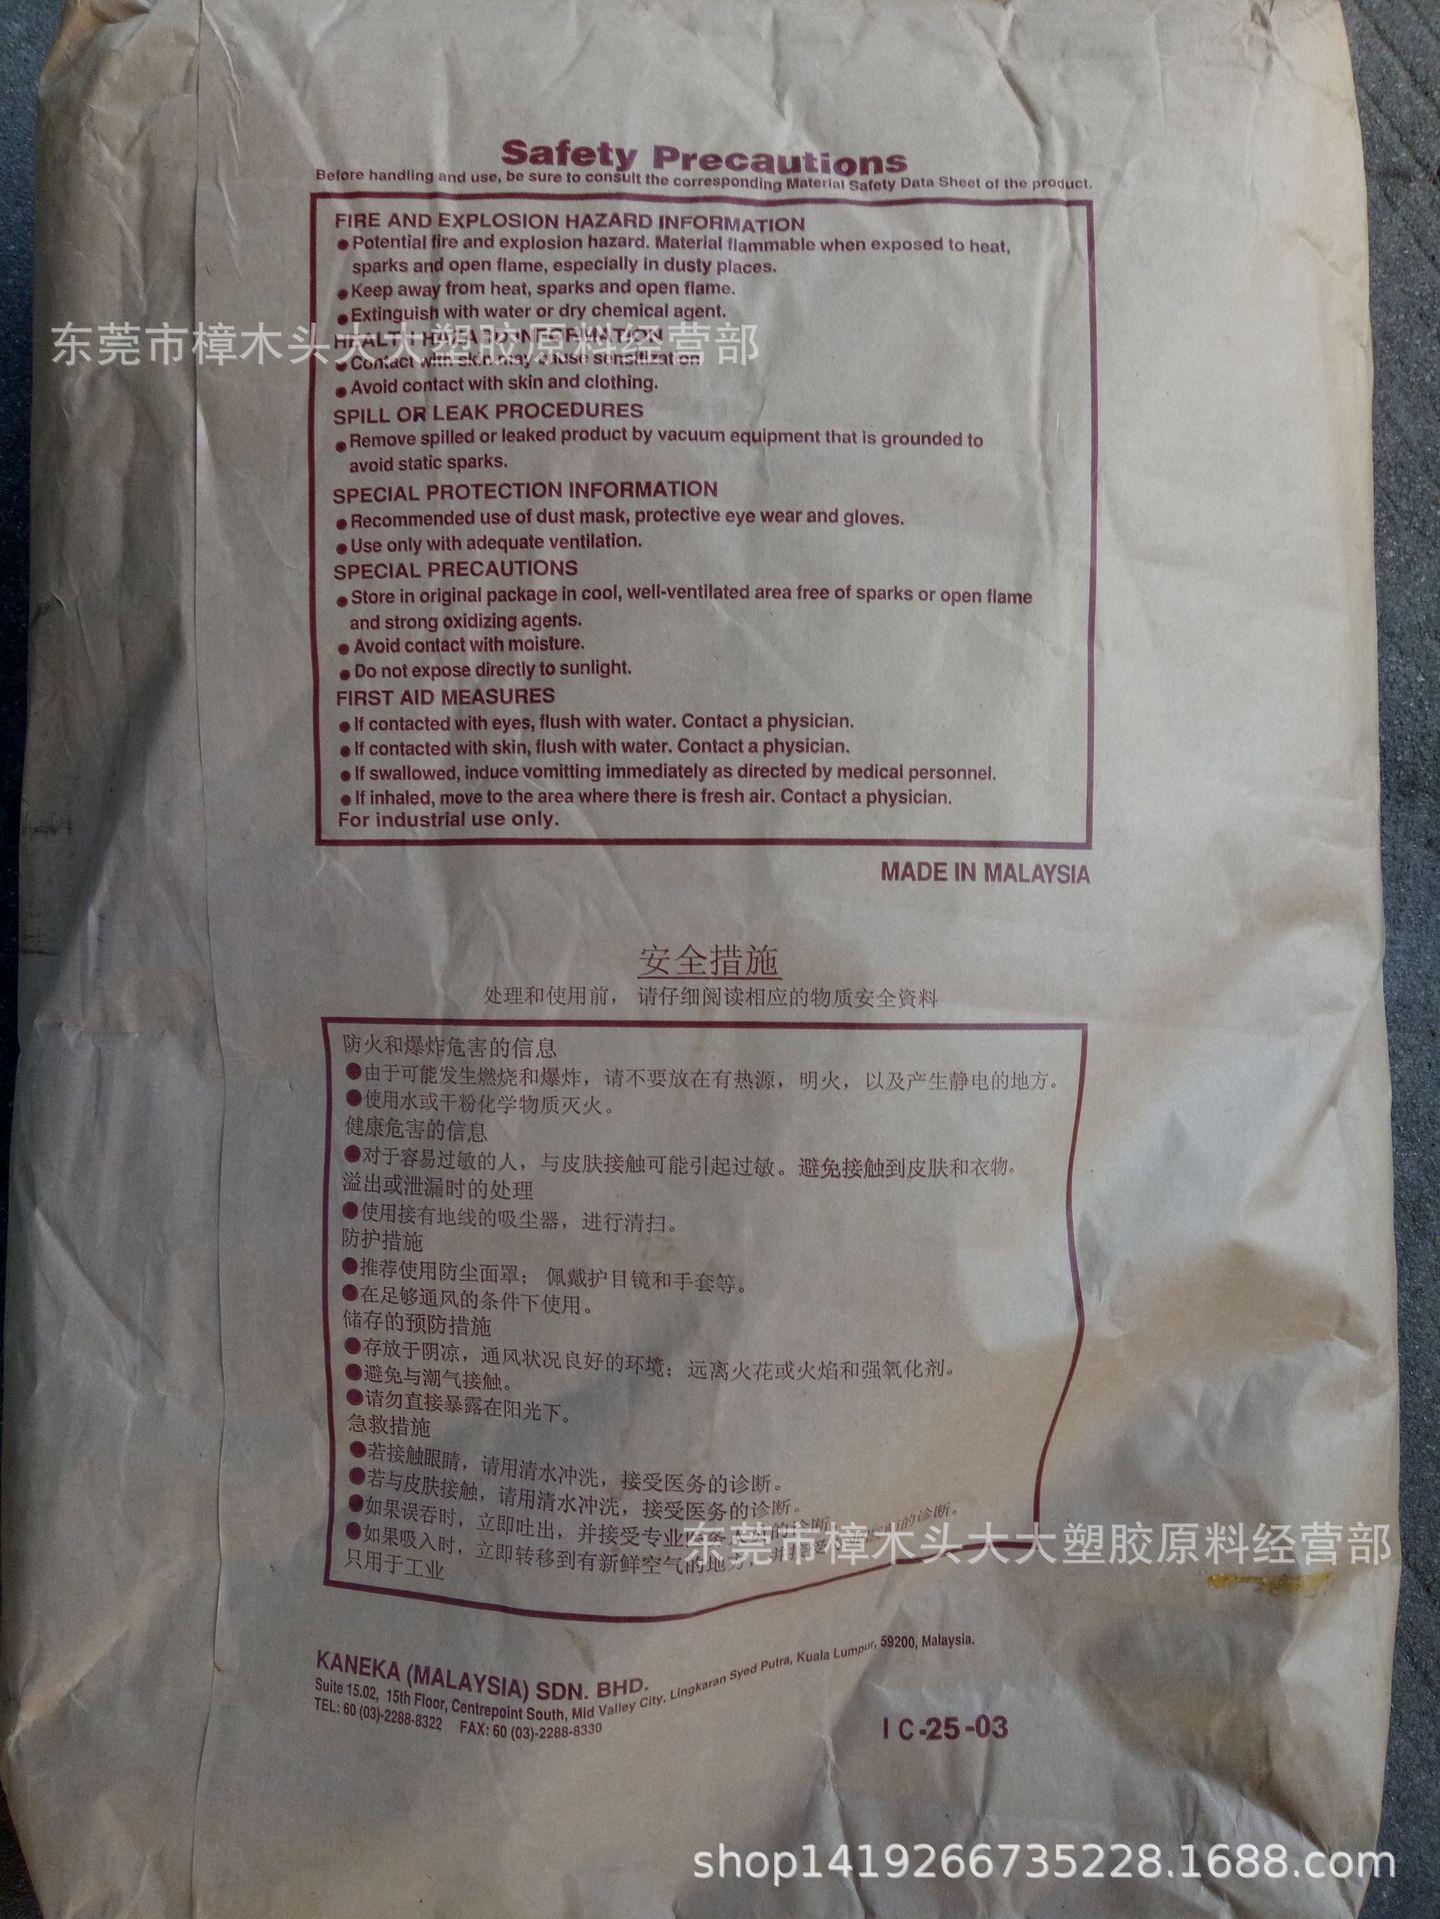 Safety Precautions
Before handling and use, be sure to consult the corresponding Material Safety Data Sheet of the product.
FIRE AND EXPLOSION HAZARD INFORMATION
● Potential fire and explosion hazard. Material flammable when exposed to heat,
sparks and open flame, especially in dusty places.
● Keep away from heat, sparks and open flame.
● Extinguish with water or dry chemical agent.
HEALTH HAZARD INFORMATION
东莞市樟木头大大塑胶原料经营部
● Contact with skin may cause sensitization
● Avoid contact with skin and clothing.
SPILL OR LEAK PROCEDURES
● Remove spilled or leaked product by vacuum equipment that is grounded to
avoid static sparks.
SPECIAL PROTECTION INFORMATION
● Recommended use of dust mask, protective eye wear and gloves.
● Use only with adequate ventilation.
SPECIAL PRECAUTIONS
● Store in original package in cool, well-ventilated area free of sparks or open flame
and strong oxidizing agents.
● Avoid contact with moisture.
● Do not expose directly to sunlight.
FIRST AID MEASURES
● If contacted with eyes, flush with water. Contact a physician.
● If contacted with skin, flush with water. Contact a physician.
● If swallowed, induce vomitting immediately as directed by medical personnel.
● If inhaled, move to the area where there is fresh air. Contact a physician.
For industrial use only.
MADE IN MALAYSIA
安全措施
处理和使用前， 请仔细阅读相应的物质安全資料
防火和爆炸危害的信息
●由于可能发生燃烧和爆炸，请不要放在有热源，明火，以及产生静电的地方。
●使用水或干粉化学物质灭火。
健康危害的信息
●对于容易过敏的人，与皮肤接触可能引起过敏。避免接触到皮肤和衣物。
溢出或泄漏时的处理
●使用接有地线的吸尘器，进行清扫。
防护措施
●推荐使用防尘面罩； 佩戴护目镜和手套等。
●在足够通风的条件下使用。
储存的预防措施
●存放于阴凉，通风状况良好的环境；远离火花或火焰和强氧化剂。
●避免与潮气接触。
●请勿直接暴露在阳光下。
急救措施
●若接触眼睛，请用清水冲洗，接受医务的诊断。
●若与皮肤接触，请用清水冲洗，接受医务的诊断。
●如果误吞时，立即吐出，并接受专业医务 的诊断
●如果吸入时，立即转移到有新鲜空气的地方，并接受 的诊断。
东莞市樟木头大大塑胶原料经营部
只用于工业
KANEKA (MALAYSIA) SDN. BHD.
Suite 15.02, 15th Floor, Centrepoint South, Mid Valley City, Lingkaran Syed Putra, Kuala Lumpur, 59200, Malaysia.
TEL: 60 (03)-2288-8322 FAX: 60 (03)-2288-8330
IC-25-03
shop1419266735228.1688.com